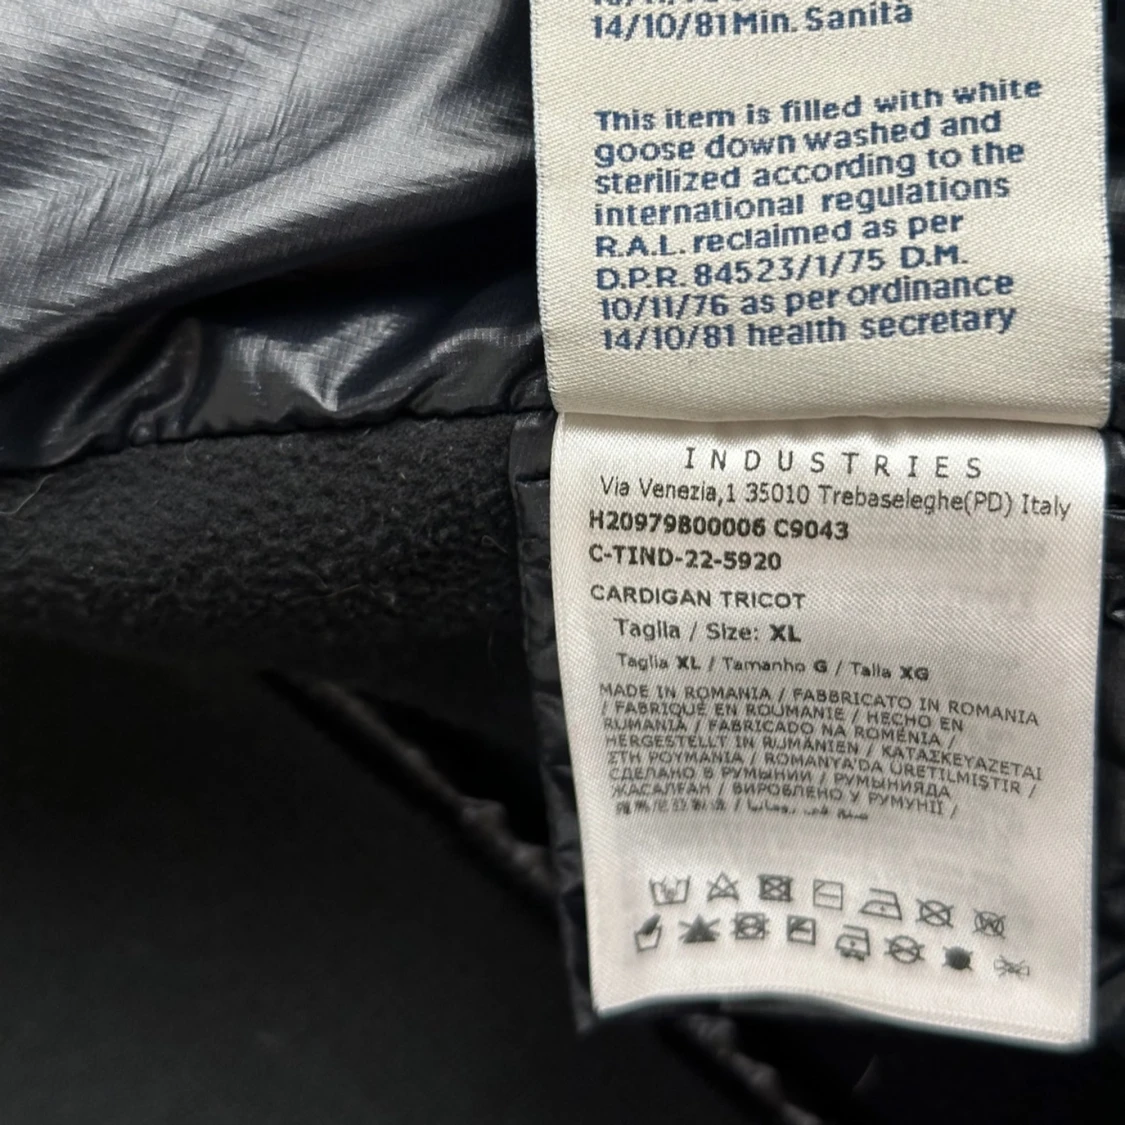 14/10/81 Min. Sanità
This item is filled with white
goose down washed and
sterilized according to the
international regulations
R.A.L. reclaimed as per
D.P.R. 84523/1/75 D.M.
10/11/76 as per ordinance
14/10/81 health secretary
INDUSTRIES
Via Venezia,1 35010 Trebaseleghe(PD) Italy
H20979B00006 C9043
C-TIND-22-5920
CARDIGAN TRICOT
Taglia / Size: XL
Taglia XL / Tamanho G / Talla XG
MADE IN ROMANIA / FABBRICATO IN ROMANIA
/ FABRIQUÉ EN ROUMANIE / HECHO EN
RUMANIA / FABRICADO NA ROMÉNIA /
HERGESTELLT IN RUMÄNIEN / ΚΑΤΑΣΚΕΥΑΖΕΤΑΙ
ΣΤΗ ΡΟΥΜΑΝΙΑ / ROMANYA'DA ÜRETILMIŞTIR /
СДЕЛАНО В РУМЫНИИ / РУМЫНИЯДА
ЖАСАЛҒАН / ВИРОБЛЕНО У РУМУНІЇ /